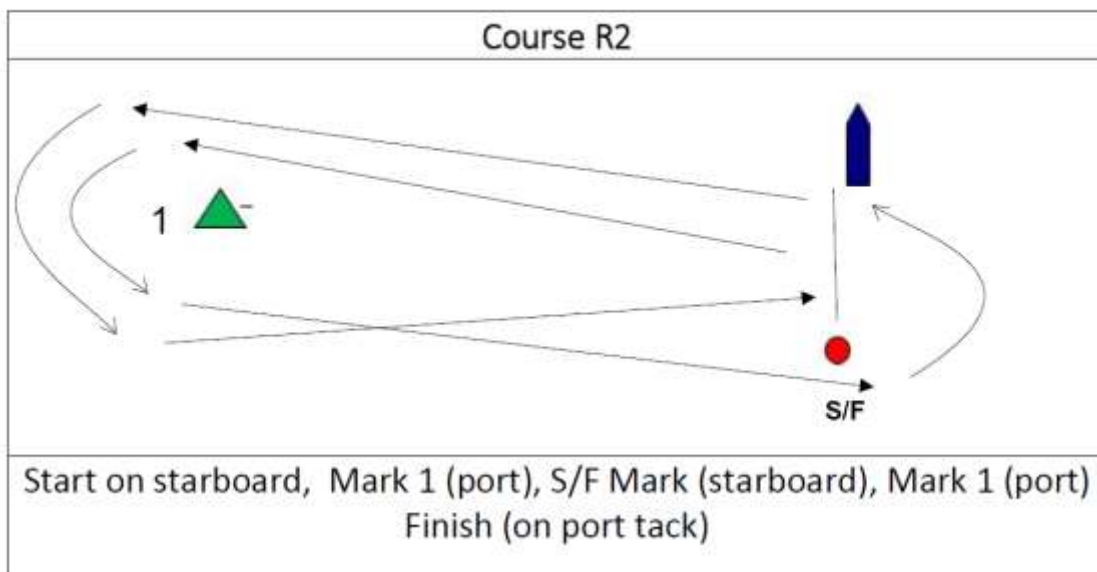 Course R2
1
S/F
Start on starboard, Mark 1 (port), S/F Mark (starboard), Mark 1 (port)
Finish (on port tack)